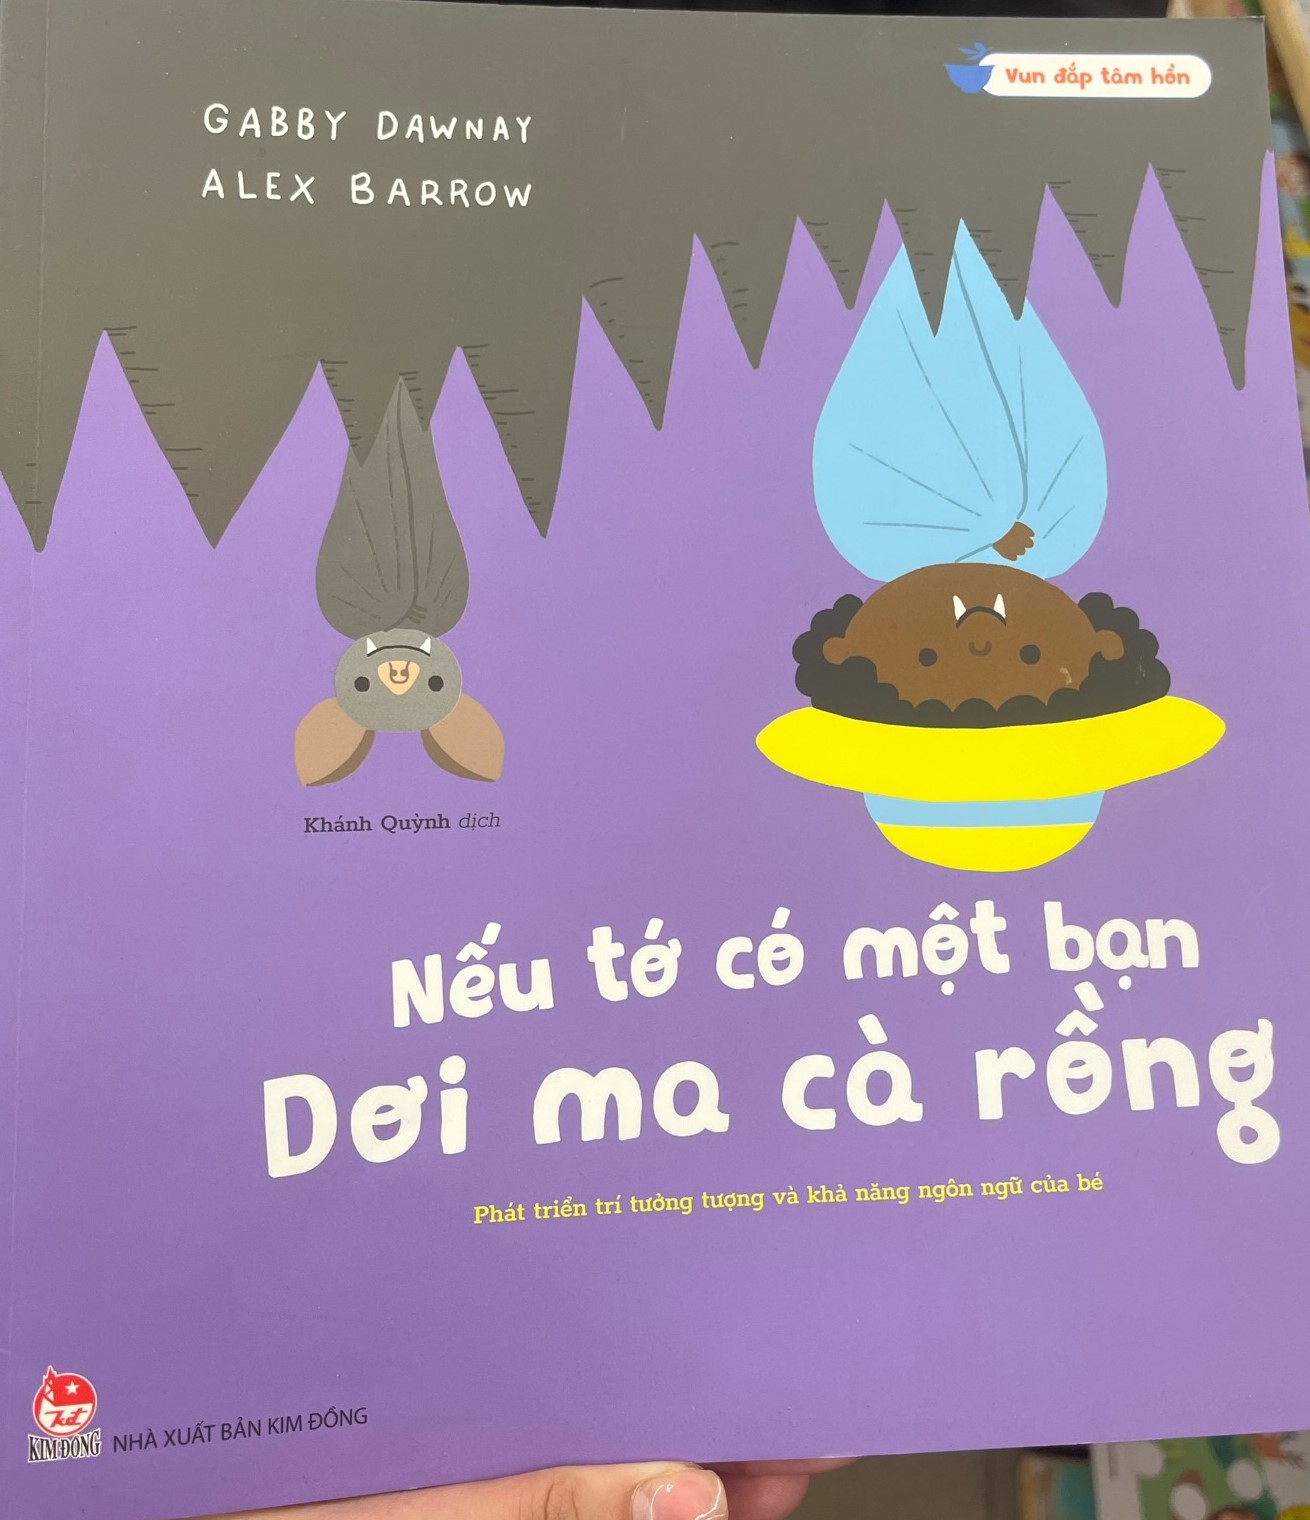 Vun đắp tâm hồn
GABBY DAWNAY
ALEX BARROW
Khánh Quỳnh dịch
Nếu tớ có một bạn
Dơi ma cà rồng
Phát triển trí tưởng tượng và khả năng ngôn ngữ của bé
kđ
KIM ĐỒNG
NHÀ XUẤT BẢN KIM ĐỒNG